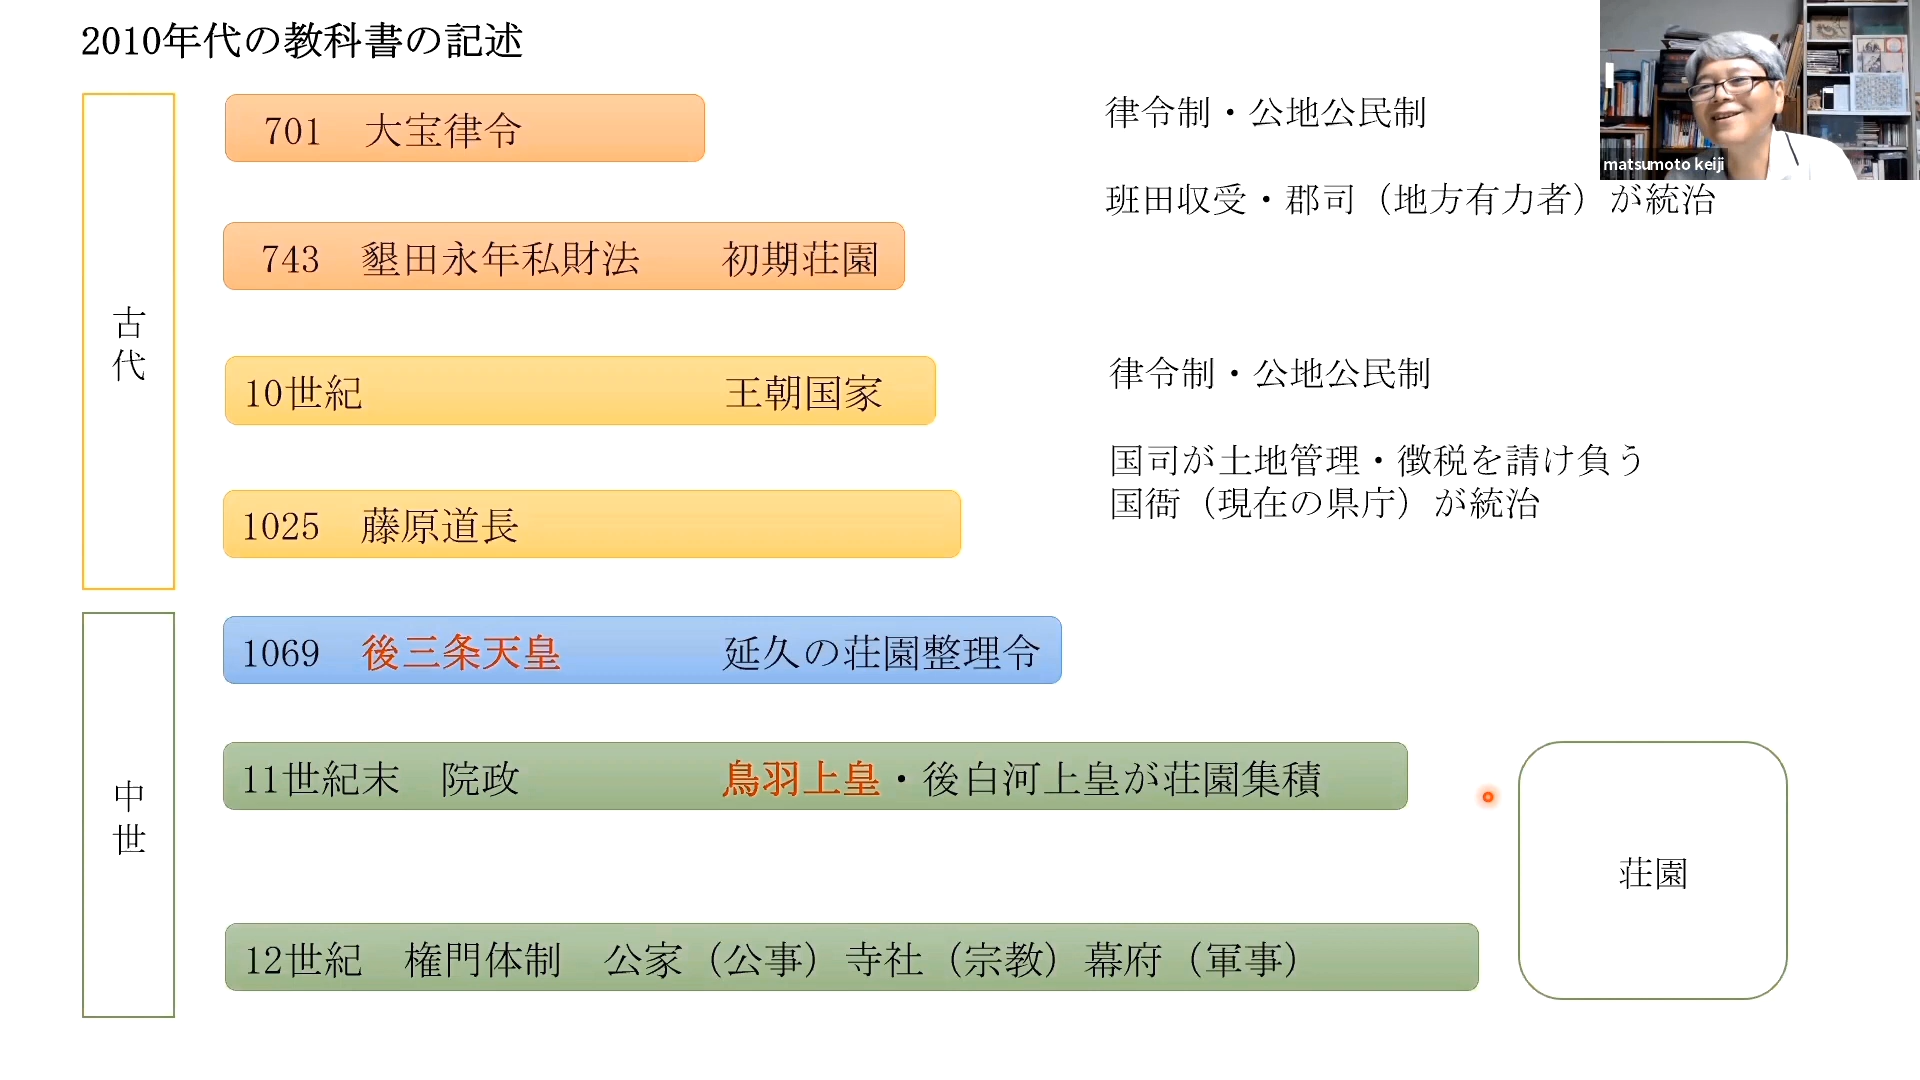 2010年代の教科書の記述
matsumoto keiji
古代
701　大宝律令
律令制・公地公民制
班田収受・郡司（地方有力者）が統治
743　墾田永年私財法　　初期荘園
10世紀　　　　　　　　　王朝国家
律令制・公地公民制
国司が土地管理・徴税を請け負う
国衙（現在の県庁）が統治
1025　藤原道長
中世
1069　後三条天皇　　　　延久の荘園整理令
11世紀末　院政　　　　　鳥羽上皇・後白河上皇が荘園集積
荘園
12世紀　権門体制　公家（公事）寺社（宗教）幕府（軍事）